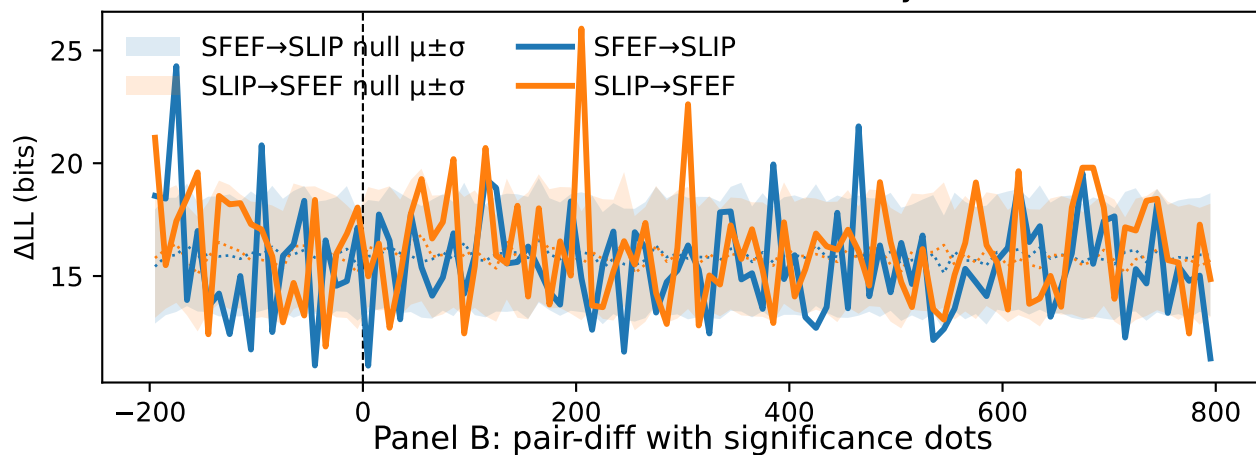 25
20
15
ΔLL (bits)
SFEF→SLIP null μ±σ
SLIP→SFEF null μ±σ
SFEF→SLIP
SLIP→SFEF
−200 0 200 400 600 800
Panel B: pair-diff with significance dots